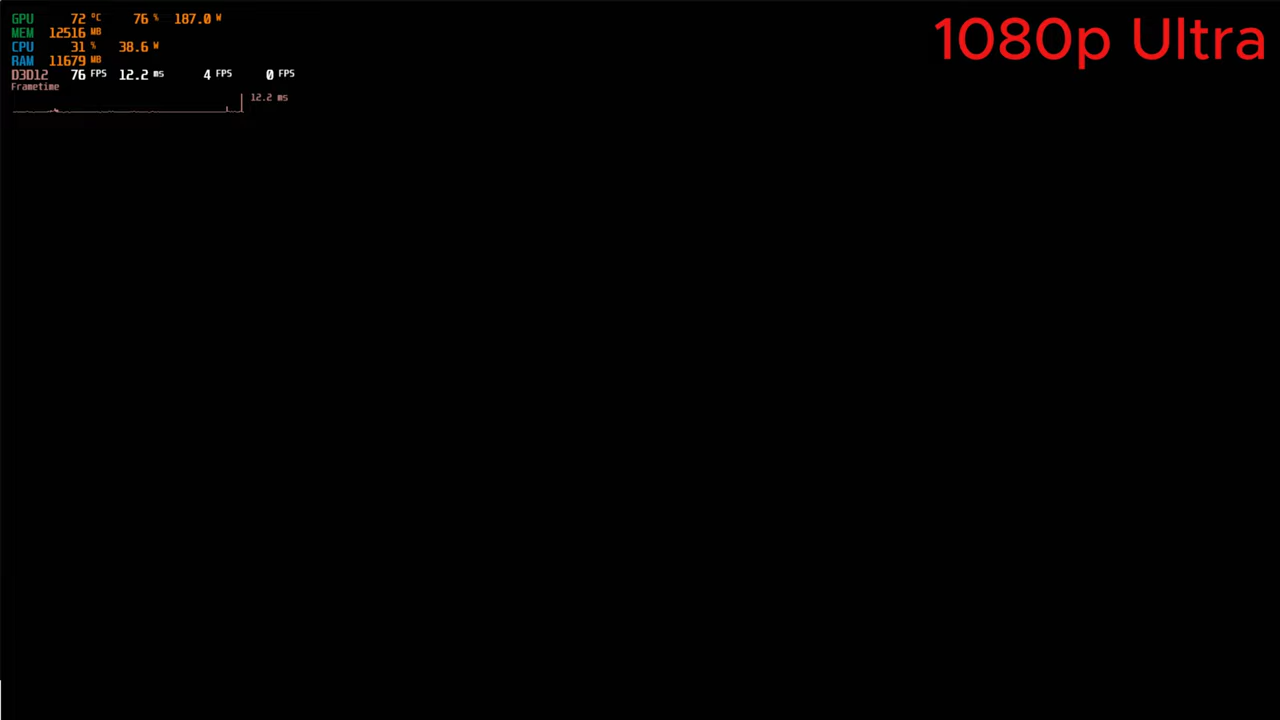 GPU 72 °C 76 % 187.0 W
MEM 12516 MB
CPU 31 % 38.6 W
RAM 11679 MB
D3D12 76 FPS 12.2 ms 4 FPS 0 FPS
Frametime
12.2 ms
1080p Ultra